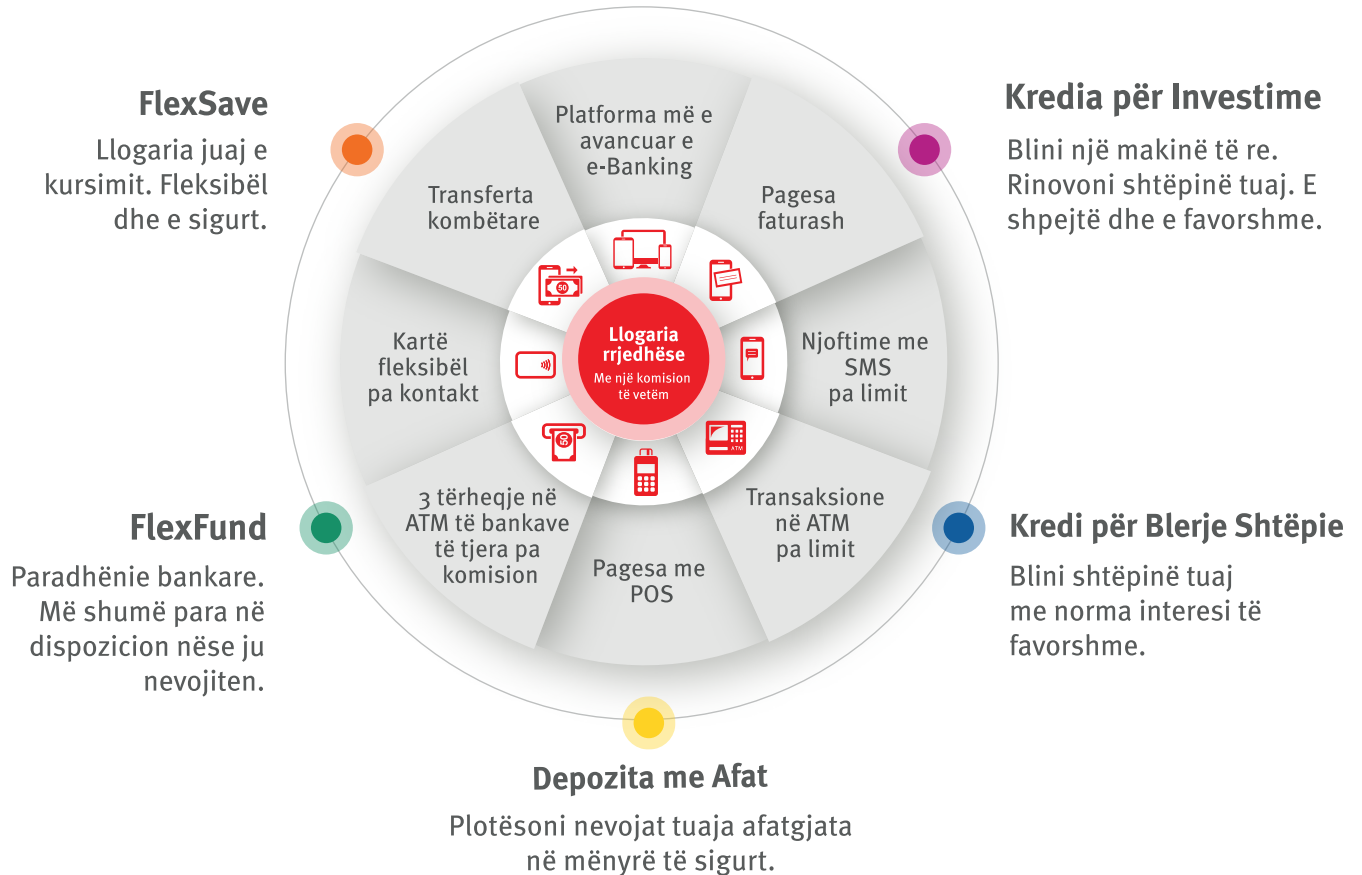 FlexSave
Llogaria juaj e
kursimit. Fleksibël
dhe e sigurt.
Kredia për Investime
Blini një makinë të re.
Rinovoni shtëpinë tuaj. E
shpejtë dhe e favorshme.
Platforma më e
avancuar e
e-Banking
Transferta
kombëtare
Pagesa
faturash
50
Llogaria
rrjedhëse
Me një komision
të vetëm
Kartë
fleksibël
pa kontakt
Njoftime me
SMS
pa limit
50
ATM
3 tërheqje në
ATM të bankave
të tjera pa
komision
Pagesa me
POS
Transaksione
në ATM
pa limit
FlexFund
Paradhënie bankare.
Më shumë para në
dispozicion nëse ju
nevojiten.
Kredi për Blerje Shtëpie
Blini shtëpinë tuaj
me norma interesi të
favorshme.
Depozita me Afat
Plotësoni nevojat tuaja afatgjata
në mënyrë të sigurt.